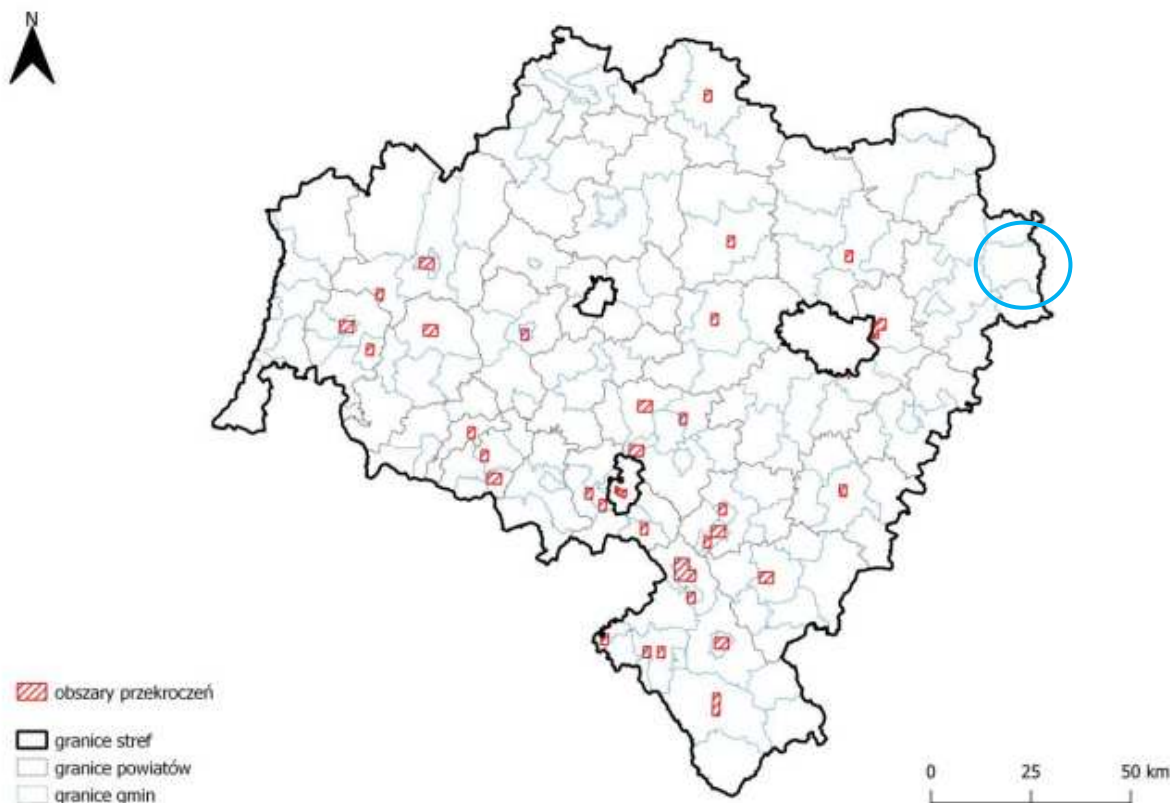 N
obszary przekroczeń
granice stref
granice powiatów
granice gmin
0 25 50 km